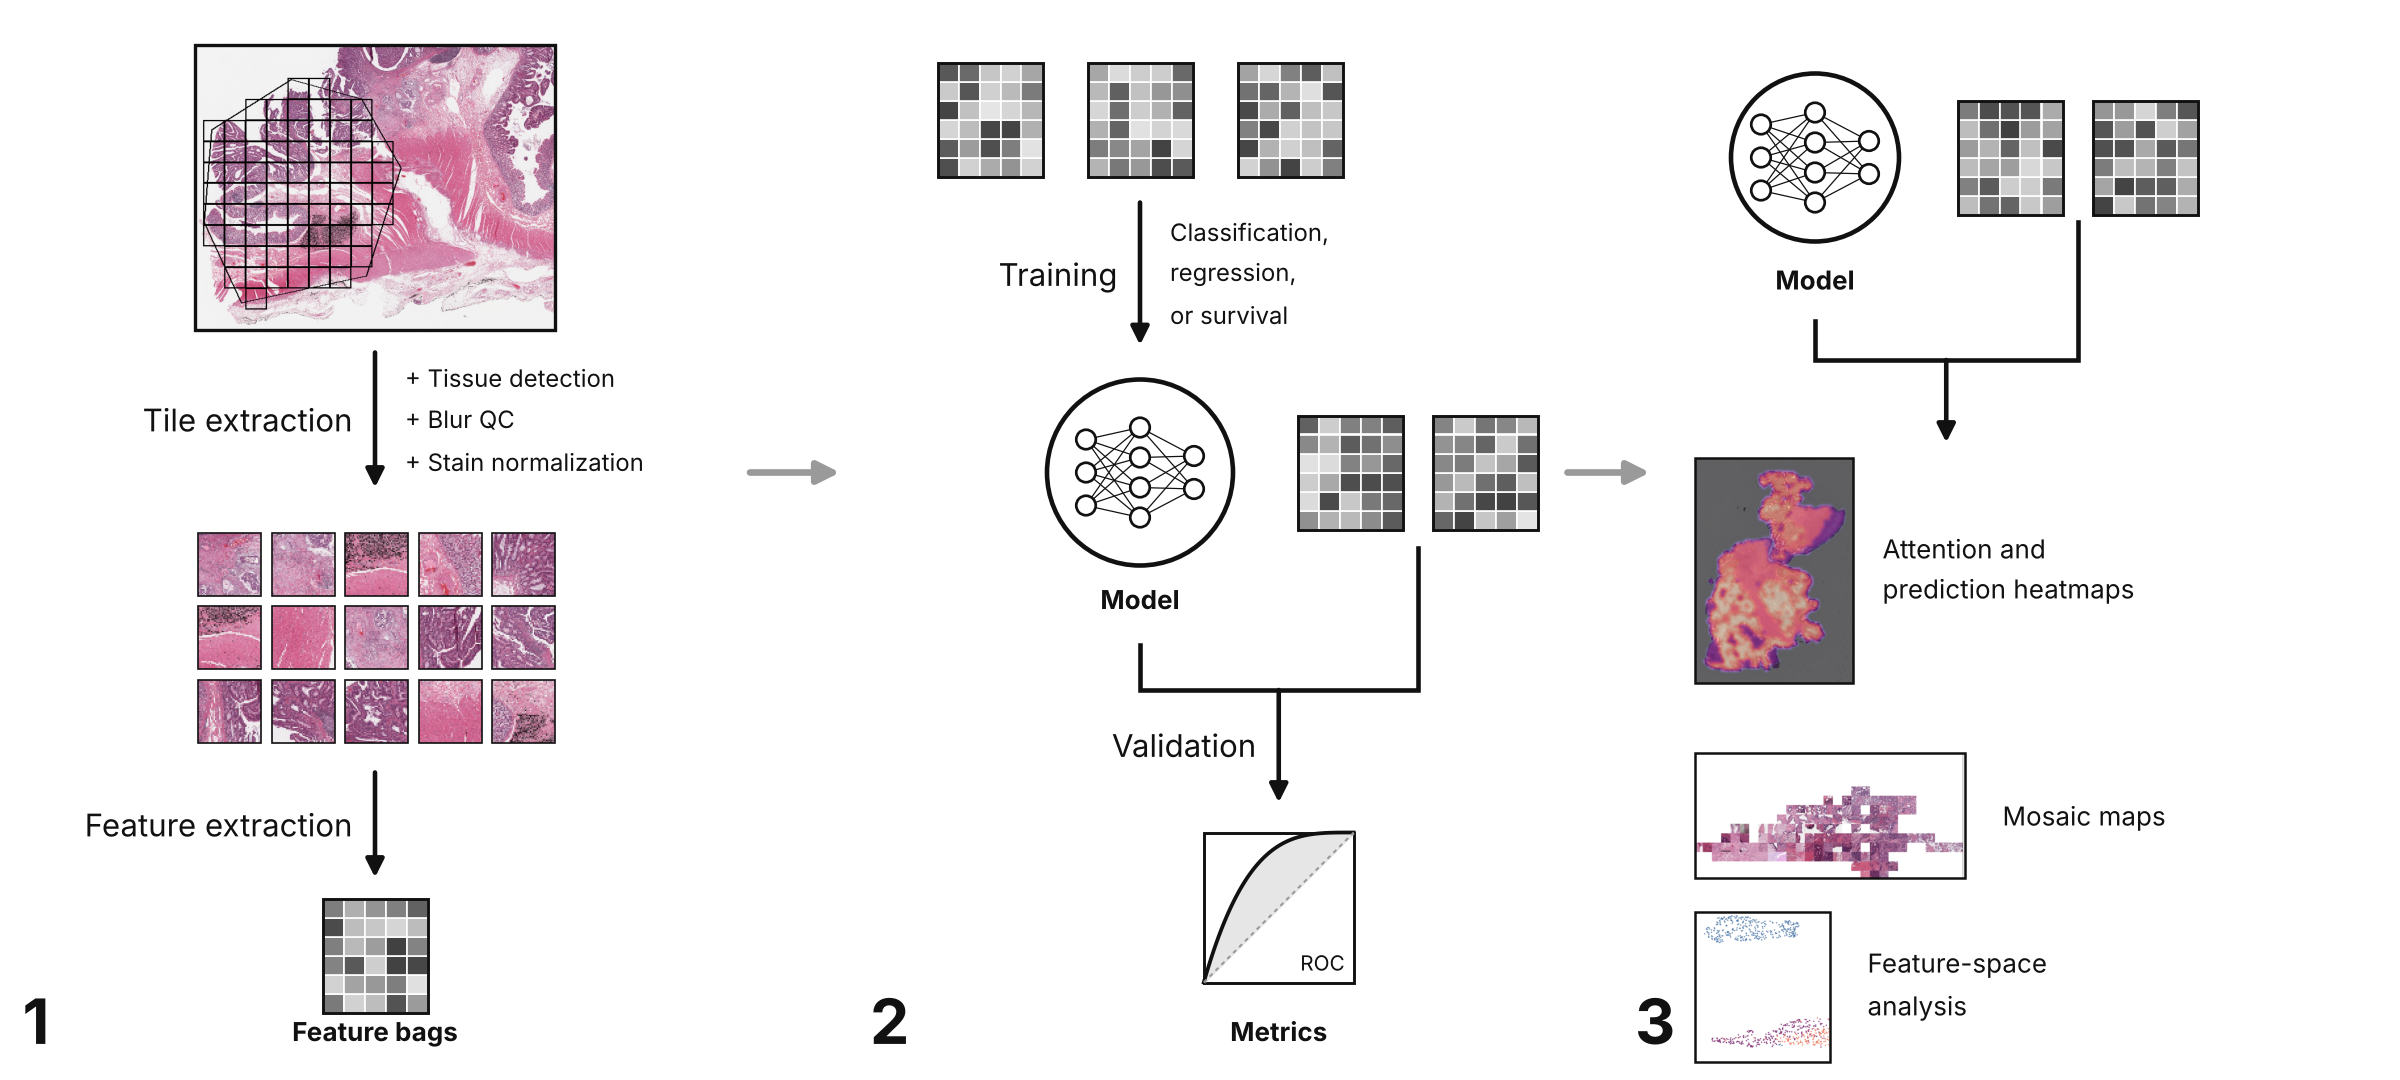 Tile extraction
+ Tissue detection
+ Blur QC
+ Stain normalization
Feature extraction
Feature bags
1
Training
Classification,
regression,
or survival
Model
Validation
ROC
Metrics
2
Model
Attention and
prediction heatmaps
Mosaic maps
Feature-space
analysis
3